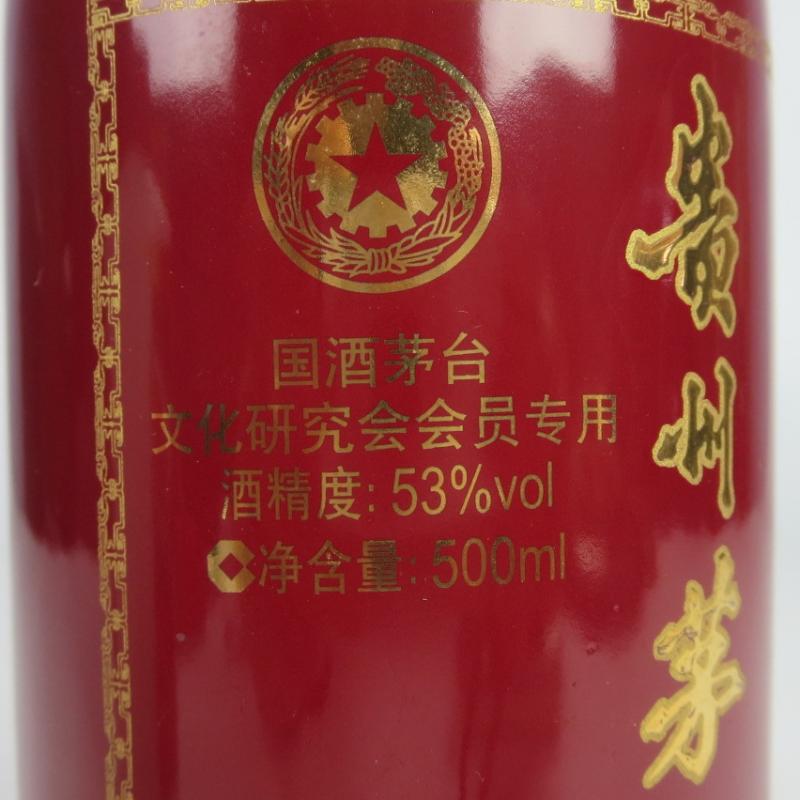 国酒茅台
文化研究会会员专用
酒精度:53%vol
净含量:500ml
贵州茅